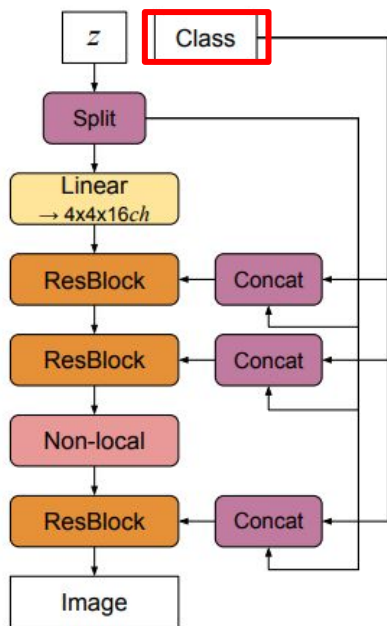 z
Class
Split
Linear
→ 4x4x16ch
ResBlock
Concat
ResBlock
Concat
Non-local
ResBlock
Concat
Image